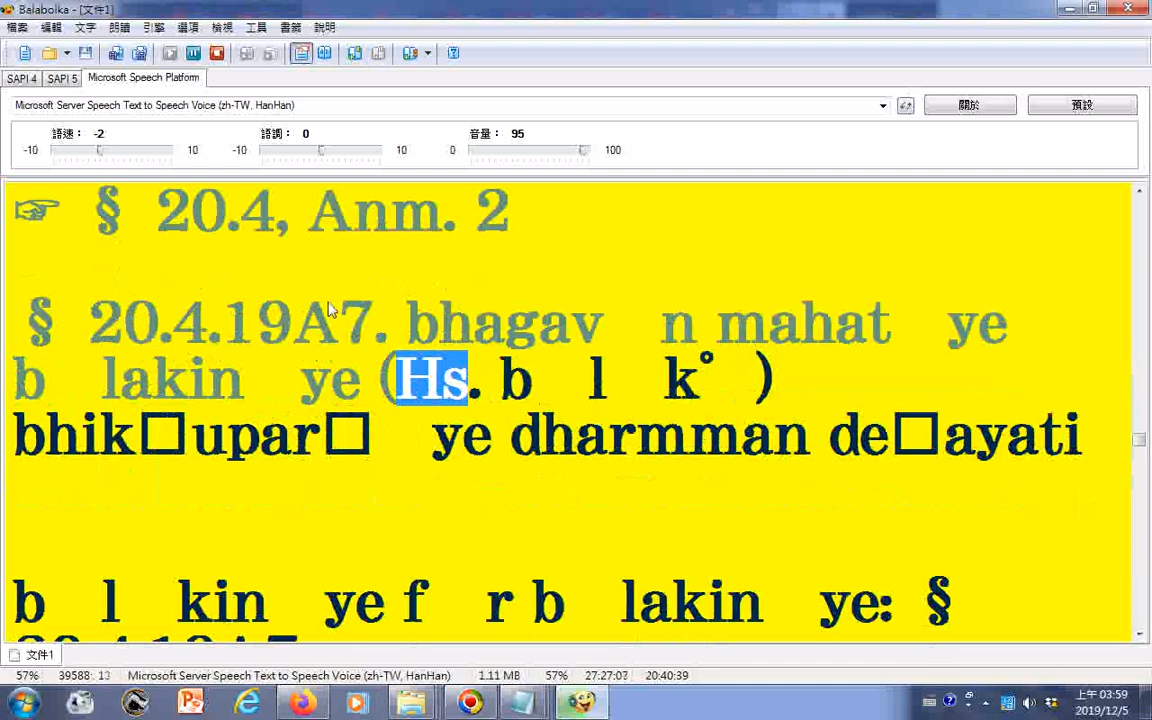 Balabolka - [文件1]
檔案 編輯 文字 朗讀 引擎 選項 檢視 工具 書籤 說明
SAPI 4 SAPI 5 Microsoft Speech Platform
Microsoft Server Speech Text to Speech Voice (zh-TW, HanHan) 關於 預設
語速： -2 語調： 0 音量： 95
-10 10 -10 10 0 100
☞ § 20.4, Anm. 2
§ 20.4.19A7. bhagav n mahat ye
b lakin ye (Hs. b l k° )
bhik□upar□ ye dharmman de□ayati
b l kin ye f r b lakin ye: §
20.4.19A7
文件1
57% 39588: 13 Microsoft Server Speech Text to Speech Voice (zh-TW, HanHan) 1.11 MB 57% 27:27:07 20:40:39
上午 03:59
2019/12/5